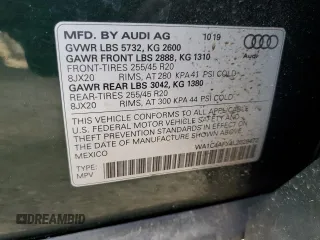 MFD. BY AUDI AG 10 19
GVWR LBS 5732, KG 2600
GAWR FRONT LBS 2888, KG 1310
FRONT-TIRES 255/45 R20
8JX20 RIMS, AT 280 KPA 41 PSI COLD
GAWR REAR LBS 3042, KG 1380
REAR-TIRES 255/45 R20
8JX20 RIMS, AT 300 KPA 44 PSI COLD
THIS VEHICLE CONFORMS TO ALL APPLICABLE
U.S. FEDERAL MOTOR VEHICLE SAFETY, BUMPER AND
THEFT PREVENTION STANDARDS IN EFFECT ON
THE DATE OF MANUFACTURE SHOWN ABOVE
MEXICO
TYPE:
MPV
DREAMBID